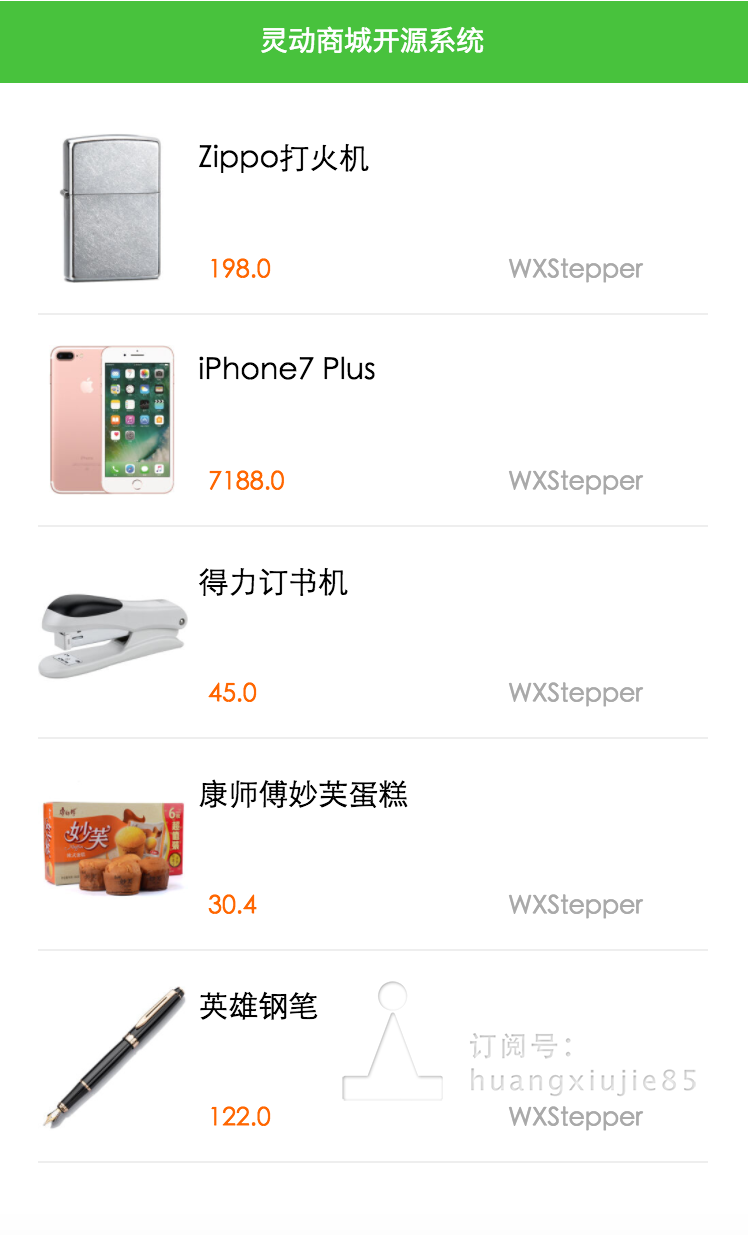 灵动商城开源系统
Zippo打火机
198.0
WXStepper
iPhone7 Plus
7188.0
WXStepper
得力订书机
45.0
WXStepper
康师傅妙芙蛋糕
妙芙
30.4
WXStepper
英雄钢笔
订阅号:
huangxiujie85
122.0
WXStepper